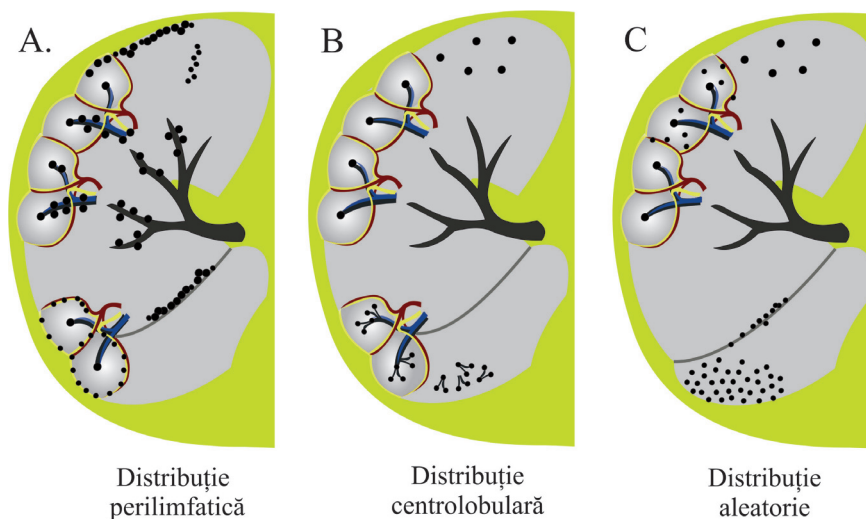 A.
B
C
Distribuție
perilimfatică
Distribuție
centrolobulară
Distribuție
aleatorie